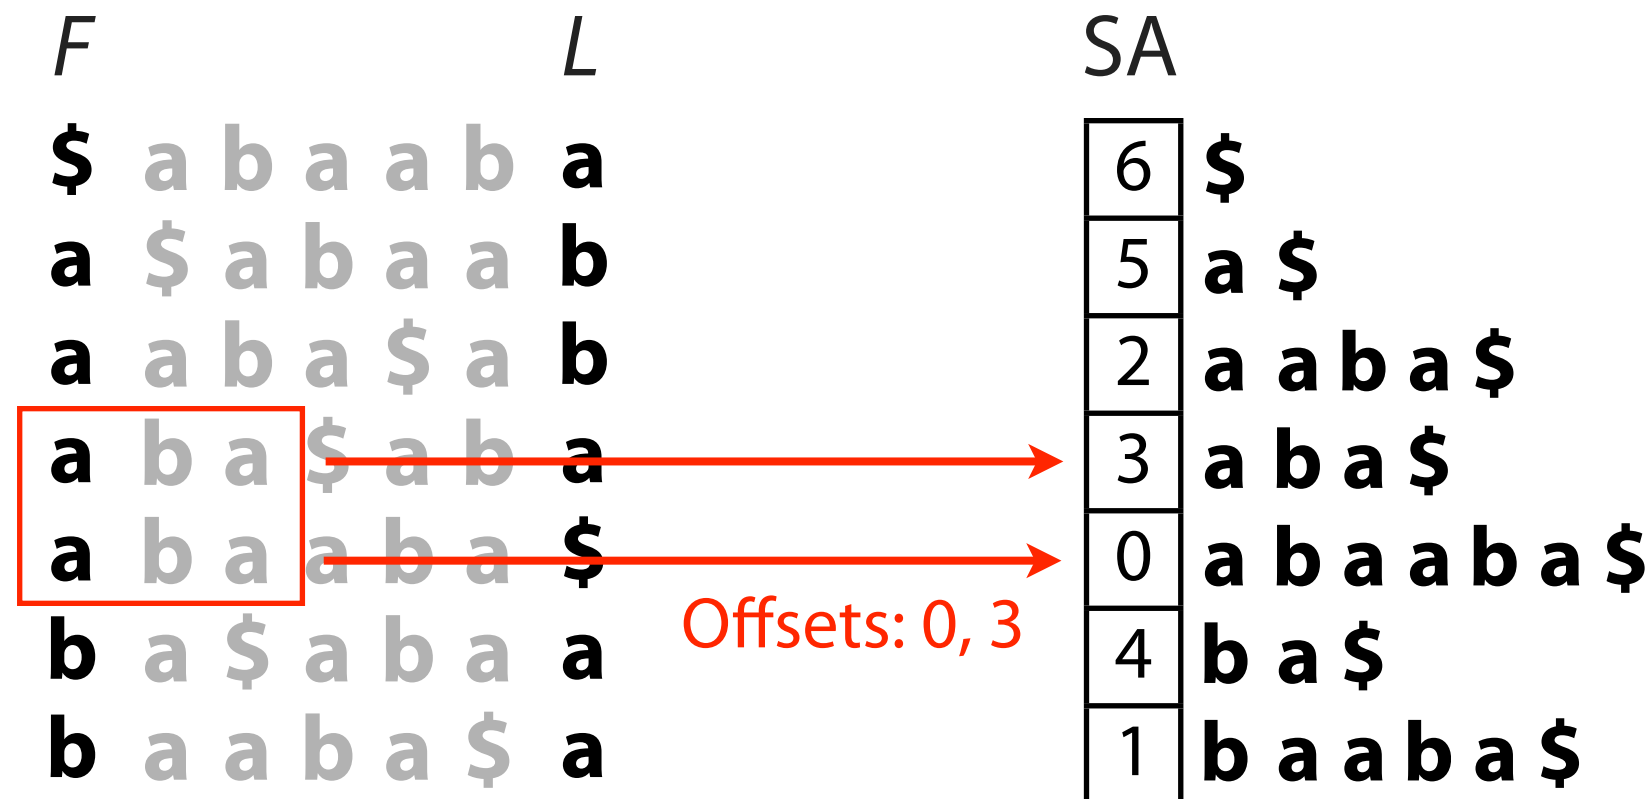 F L SA
$ a b a a b a 6 $
a $ a b a a b 5 a $
a a b a $ a b 2 a a b a $
a b a $ a b a 3 a b a $
a b a a b a $ 0 a b a a b a $
Offsets: 0, 3
b a $ a b a a 4 b a $
b a a b a $ a 1 b a a b a $